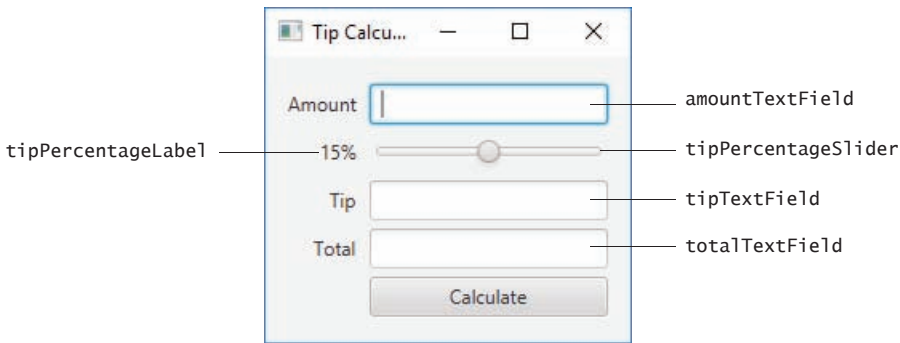 Tip Calcu...
Amount
amountTextField
tipPercentageLabel
15%
tipPercentageSlider
Tip
tipTextField
Total
totalTextField
Calculate